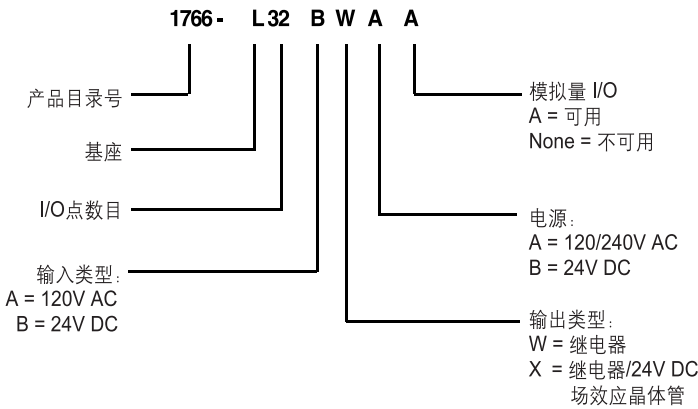 1766 - L 32 B W A A
产品目录号
基座
I/O点数目
输入类型:
A = 120V AC
B = 24V DC
模拟量 I/O
A = 可用
None = 不可用
电源:
A = 120/240V AC
B = 24V DC
输出类型:
W = 继电器
X = 继电器/24V DC
场效应晶体管